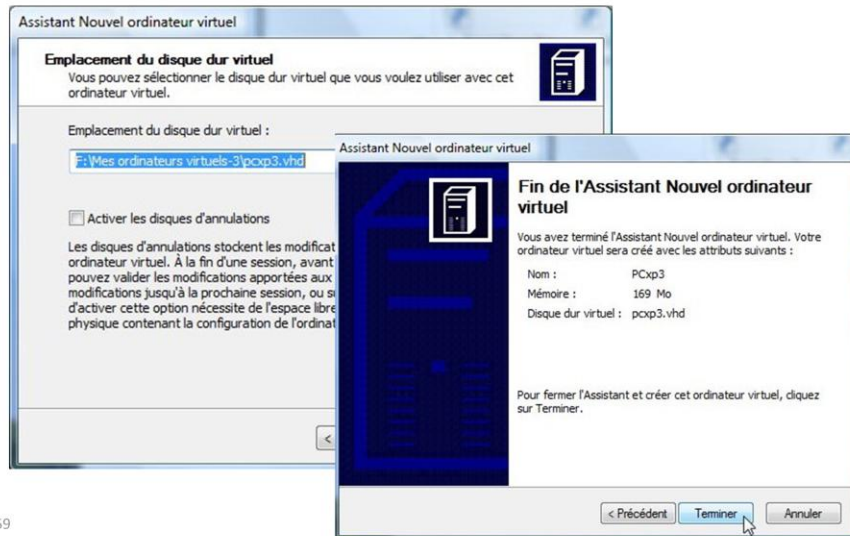 Assistant Nouvel ordinateur virtuel
Emplacement du disque dur virtuel
Vous pouvez sélectionner le disque dur virtuel que vous voulez utiliser avec cet
ordinateur virtuel.
Emplacement du disque dur virtuel :
F:\Mes ordinateurs virtuels-3\pcxp3.vhd
Activer les disques d'annulations
Les disques d'annulations stockent les
ordinateur virtuel. À la fin d'une session, avant
pouvez valider les modifications apportées aux
modifications jusqu'à la prochaine session, ou
d'activer cette option nécessite de l'espace libre
physique contenant la configuration de
<
Assistant Nouvel ordinateur virtuel
Fin de l'Assistant Nouvel ordinateur
virtuel
Vous avez terminé l'Assistant Nouvel ordinateur virtuel. Votre
ordinateur virtuel sera créé avec les attributs suivants :
Nom : PCxp3
Mémoire : 169 Mo
Disque dur virtuel : pcxp3.vhd
Pour fermer l'Assistant et créer cet ordinateur virtuel, cliquez
sur Terminer.
< Précédent Terminer Annuler